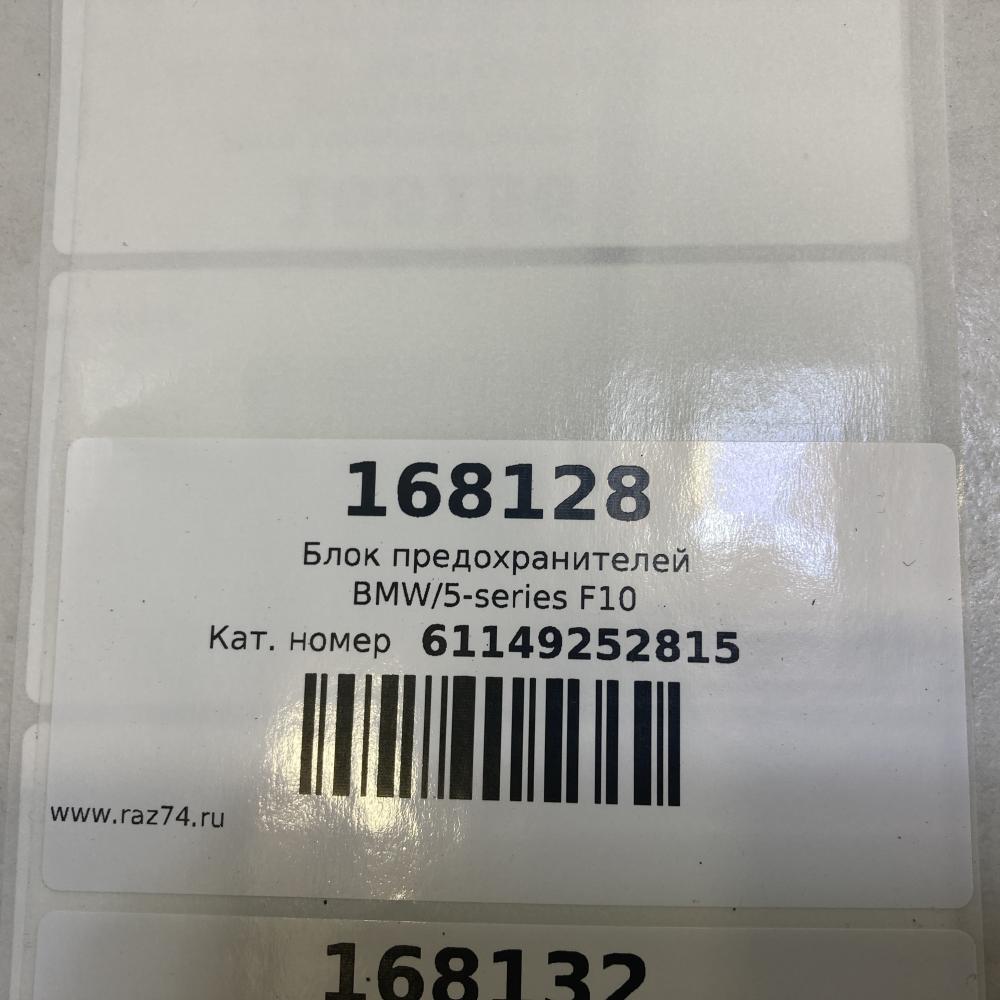 168128
Блок предохранителей
BMW/5-series F10
Кат. номер 61149252815
www.raz74.ru
168132